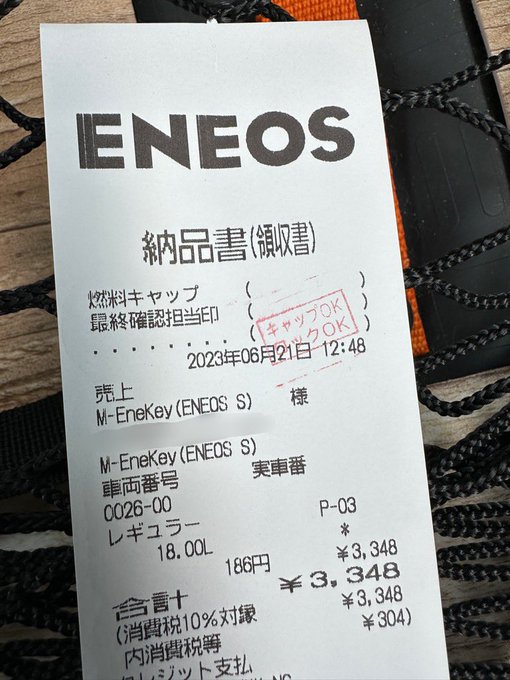 ENEOS
納品書(領収書)
燃料キャップ ( )
最終確認担当印 ( )
........ ( )
キャップOK
ロックOK
2023年06月21日 12:48
売上
M-EneKey(ENEOS S) 様
M-EneKey(ENEOS S)
車両番号 実車番
0026-00
レギュラー P-03
18.00L *
186円 ¥3,348
合計 ¥3,348
(消費税10%対象 ¥3,348
内消費税等 ¥304)
クレジット支払